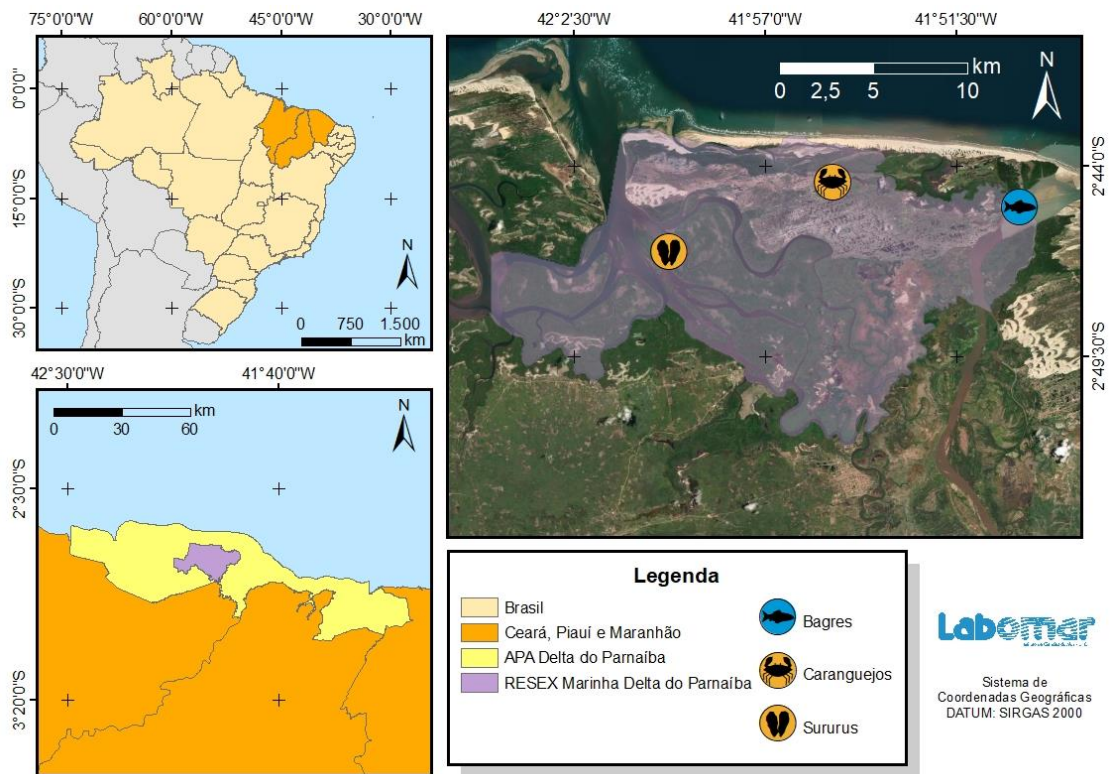 75°0'0"W 60°0'0"W 45°0'0"W 30°0'0"W
0°0'0"
15°0'0"S
30°0'0"S
N
0 750 1.500
km
42°2'30"W 41°57'0"W 41°51'30"W
km
0 2,5 5 10
N
2°44'0"S
2°49'30"S
42°30'0"W 41°40'0"W
km
0 30 60
N
2°30'0"S
3°20'0"S
Legenda
Brasil
Ceará, Piauí e Maranhão
APA Delta do Parnaíba
RESEX Marinha Delta do Parnaíba
Bagres
Caranguejos
Sururus
Labomar
Sistema de
Coordenadas Geográficas
DATUM: SIRGAS 2000